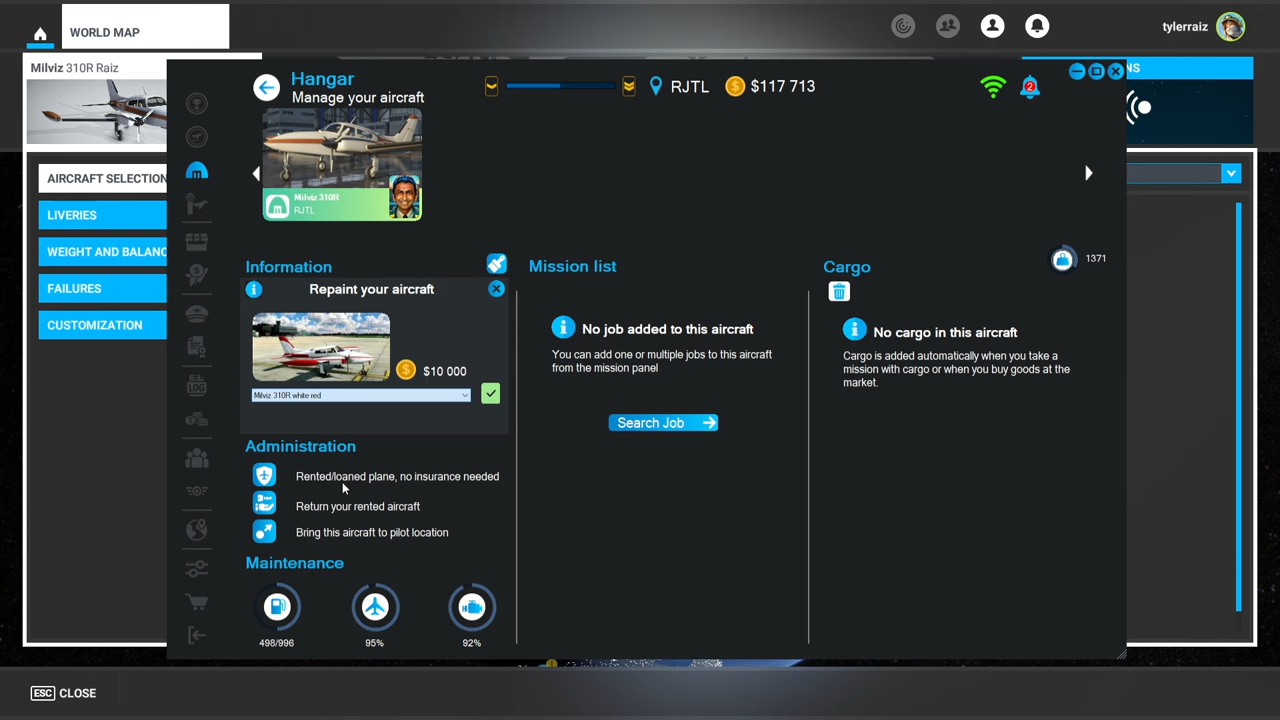 WORLD MAP
tylerraiz
Milviz 310R Raiz
NS
Hangar
Manage your aircraft
RJTL
$117 713
2
AIRCRAFT SELECTION
LIVERIES
WEIGHT AND BALANC
FAILURES
CUSTOMIZATION
Milviz 310R
RJTL
Information
Mission list
Cargo
1371
Repaint your aircraft
$10 000
Milviz 310R white red
No job added to this aircraft
You can add one or multiple jobs to this aircraft
from the mission panel
Search Job
No cargo in this aircraft
Cargo is added automatically when you take a
mission with cargo or when you buy goods at the
market.
Administration
Rented/loaned plane, no insurance needed
Return your rented aircraft
Bring this aircraft to pilot location
Maintenance
498/996
95%
92%
LOG
ESC CLOSE